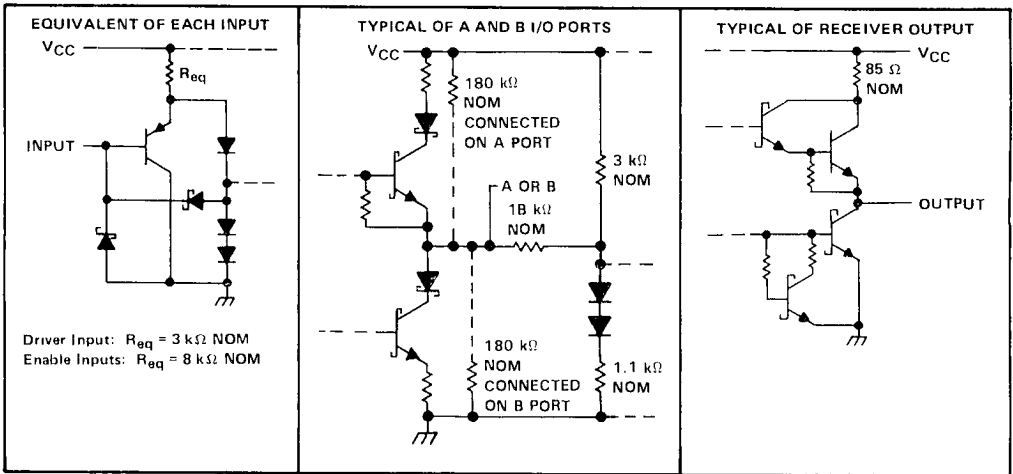 EQUIVALENT OF EACH INPUT
VCC
Req
INPUT
Driver Input: Req = 3 kΩ NOM
Enable Inputs: Req = 8 kΩ NOM
TYPICAL OF A AND B I/O PORTS
VCC
180 kΩ
NOM
CONNECTED
ON A PORT
3 kΩ
NOM
A OR B
18 kΩ
NOM
180 kΩ
NOM
CONNECTED
ON B PORT
1.1 kΩ
NOM
TYPICAL OF RECEIVER OUTPUT
VCC
85 Ω
NOM
OUTPUT